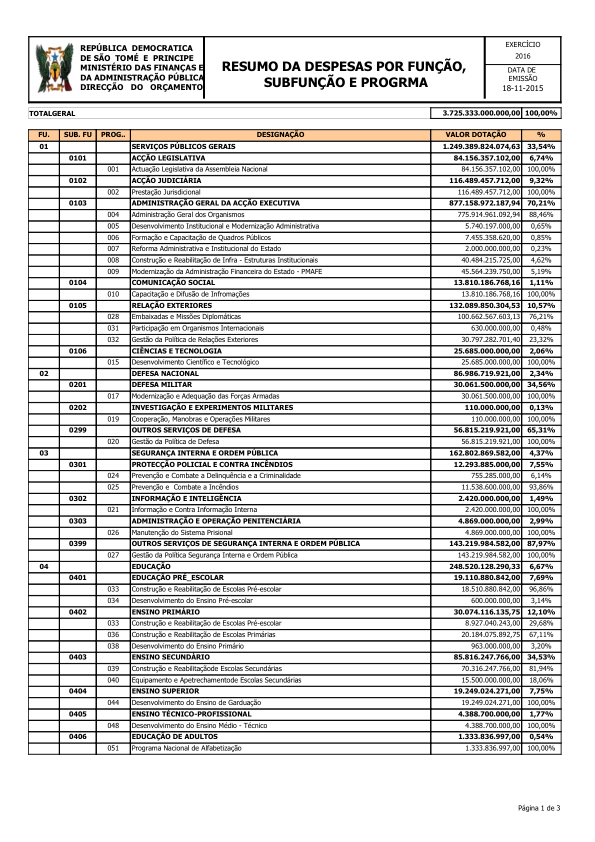 REPÚBLICA DEMOCRATICA
DE SÃO TOMÉ E PRINCIPE
MINISTÉRIO DAS FINANÇAS E
DA ADMINISTRAÇÃO PÚBLICA
DIRECÇÃO DO ORÇAMENTO
RESUMO DA DESPESAS POR FUNÇÃO,
SUBFUNÇÃO E PROGRMA
EXERCÍCIO
2016
DATA DE
EMISSÃO
18-11-2015
TOTALGERAL 3.725.333.000.000,00 100,00%
FU. SUB. FU PROG.. DESIGNAÇÃO VALOR DOTAÇÃO %
01 SERVIÇOS PÚBLICOS GERAIS 1.249.389.824.074,63 33,54%
0101 ACÇÃO LEGISLATIVA 84.156.357.102,00 6,74%
001 Actuação Legislativa da Assembleia Nacional 84.156.357.102,00 100,00%
0102 ACÇÃO JUDICIÁRIA 116.489.457.712,00 9,32%
002 Prestação Jurisdicional 116.489.457.712,00 100,00%
0103 ADMINISTRAÇÃO GERAL DA ACÇÃO EXECUTIVA 877.158.972.187,94 70,21%
004 Administração Geral dos Organismos 775.914.961.092,94 88,46%
005 Desenvolvimento Institucional e Modernização Administrativa 5.740.197.000,00 0,65%
006 Formação e Capacitação de Quadros Públicos 7.455.358.620,00 0,85%
007 Reforma Administrativa e Institucional do Estado 2.000.000.000,00 0,23%
008 Construção e Reabilitação de Infra - Estruturas Institucionais 40.484.215.725,00 4,62%
009 Modernização da Administração Financeira do Estado - PMAFE 45.564.239.750,00 5,19%
0104 COMUNICAÇÃO SOCIAL 13.810.186.768,16 1,11%
010 Capacitação e Difusão de Infromações 13.810.186.768,16 100,00%
0105 RELAÇÃO EXTERIORES 132.089.850.304,53 10,57%
028 Embaixadas e Missões Diplomáticas 100.662.567.603,13 76,21%
031 Participação em Organismos Internacionais 630.000.000,00 0,48%
032 Gestão da Política de Relações Exteriores 30.797.282.701,40 23,32%
0106 CIÊNCIAS E TECNOLOGIA 25.685.000.000,00 2,06%
015 Desenvolvimento Científico e Tecnológico 25.685.000.000,00 100,00%
02 DEFESA NACIONAL 86.986.719.921,00 2,34%
0201 DEFESA MILITAR 30.061.500.000,00 34,56%
017 Modernização e Adequação das Forças Armadas 30.061.500.000,00 100,00%
0202 INVESTIGAÇÃO E EXPERIMENTOS MILITARES 110.000.000,00 0,13%
019 Cooperação, Manobras e Operações Militares 110.000.000,00 100,00%
0299 OUTROS SERVIÇOS DE DEFESA 56.815.219.921,00 65,31%
020 Gestão da Política de Defesa 56.815.219.921,00 100,00%
03 SEGURANÇA INTERNA E ORDEM PÚBLICA 162.802.869.582,00 4,37%
0301 PROTECÇÃO POLICIAL E CONTRA INCÊNDIOS 12.293.885.000,00 7,55%
024 Prevenção e Combate a Delinquência e a Criminalidade 755.285.000,00 6,14%
025 Prevenção e Combate a Incêndios 11.538.600.000,00 93,86%
0302 INFORMAÇÃO E INTELIGÊNCIA 2.420.000.000,00 1,49%
021 Informação e Contra Informação Interna 2.420.000.000,00 100,00%
0303 ADMINISTRAÇÃO E OPERAÇÃO PENITENCIÁRIA 4.869.000.000,00 2,99%
026 Manutenção do Sistema Prisional 4.869.000.000,00 100,00%
0399 OUTROS SERVIÇOS DE SEGURANÇA INTERNA E ORDEM PÚBLICA 143.219.984.582,00 87,97%
027 Gestão da Política Segurança Interna e Ordem Pública 143.219.984.582,00 100,00%
04 EDUCAÇÃO 248.520.128.290,33 6,67%
0401 EDUCAÇÃO PRÉ_ESCOLAR 19.110.880.842,00 7,69%
033 Construção e Reabilitação de Escolas Pré-escolar 18.510.880.842,00 96,86%
034 Desenvolvimento do Ensino Pré-escolar 600.000.000,00 3,14%
0402 ENSINO PRIMÁRIO 30.074.116.135,75 12,10%
033 Construção e Reabilitação de Escolas Pré-escolar 8.927.040.243,00 29,68%
036 Construção e Reabilitação de Escolas Primárias 20.184.075.892,75 67,11%
038 Desenvolvimento do Ensino Primário 963.000.000,00 3,20%
0403 ENSINO SECUNDÁRIO 85.816.247.766,00 34,53%
039 Construção e Reabilitaçãode Escolas Secundárias 70.316.247.766,00 81,94%
040 Equipamento e Apetrechamentode Escolas Secundárias 15.500.000.000,00 18,06%
0404 ENSINO SUPERIOR 19.249.024.271,00 7,75%
044 Desenvolvimento do Ensino de Garduação 19.249.024.271,00 100,00%
0405 ENSINO TÉCNICO-PROFISSIONAL 4.388.700.000,00 1,77%
048 Desenvolvimento do Ensino Médio - Técnico 4.388.700.000,00 100,00%
0406 EDUCAÇÃO DE ADULTOS 1.333.836.997,00 0,54%
051 Programa Nacional de Alfabetização 1.333.836.997,00 100,00%
Página 1 de 3